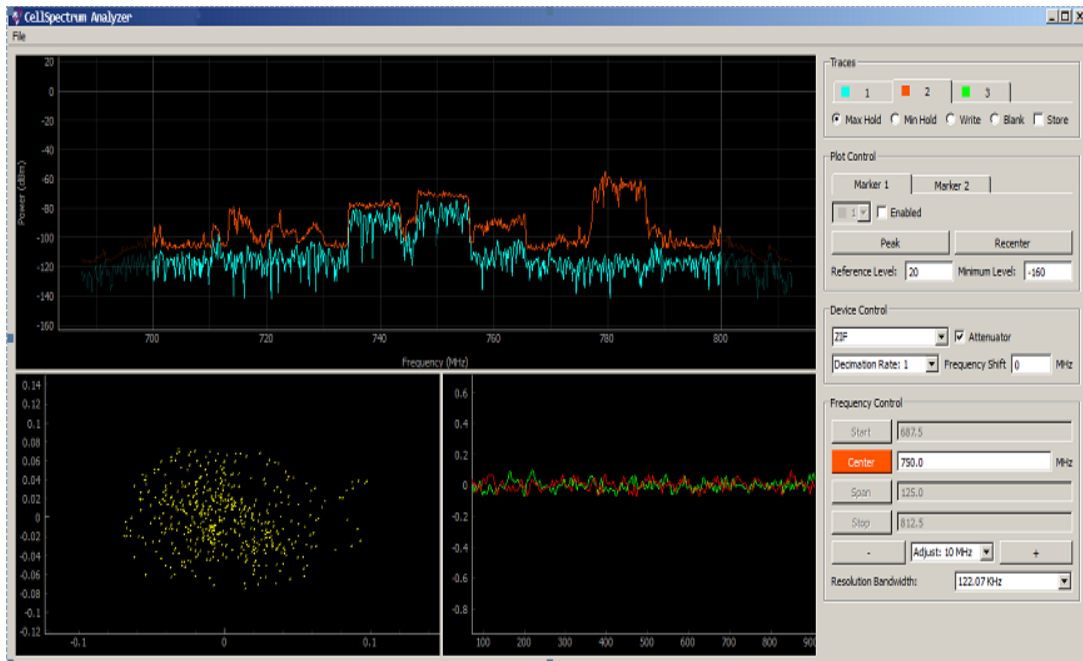 CellSpectrum Analyzer
File
20
0
-20
-40
-60
-80
-100
-120
-140
-160
Power (dBm)
700
720
740
760
780
800
Frequency (MHz)
0.14
0.12
0.1
0.08
0.06
0.04
0.02
0
-0.02
-0.04
-0.06
-0.08
-0.1
-0.12
-0.1
0
0.1
0.6
0.4
0.2
0
-0.2
-0.4
-0.6
-0.8
100
200
300
400
500
600
700
800
900
Traces
1 2 3
Max Hold Min Hold Write Blank Store
Plot Control
Marker 1 Marker 2
1 Enabled
Peak Recenter
Reference Level: 20 Minimum Level: -160
Device Control
ZIF Attenuator
Decimation Rate: 1 Frequency Shift 0 MHz
Frequency Control
Start 687.5
Center 750.0 MHz
Span 125.0
Stop 812.5
- Adjust: 10 MHz +
Resolution Bandwidth: 122.07 KHz